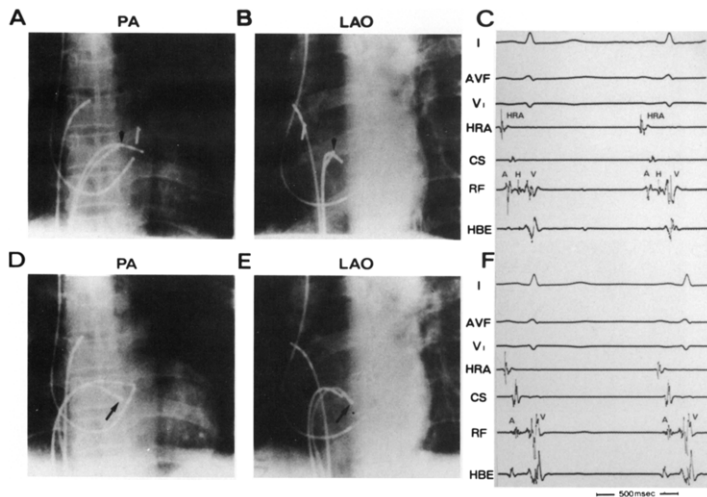 A PA
B LAO
C
I
AVF
V₁
HRA HRA HRA
CS
RF A H V A H V
HBE
D PA
E LAO
F
I
AVF
V₁
HRA
CS
RF A V A V
HBE
500msec